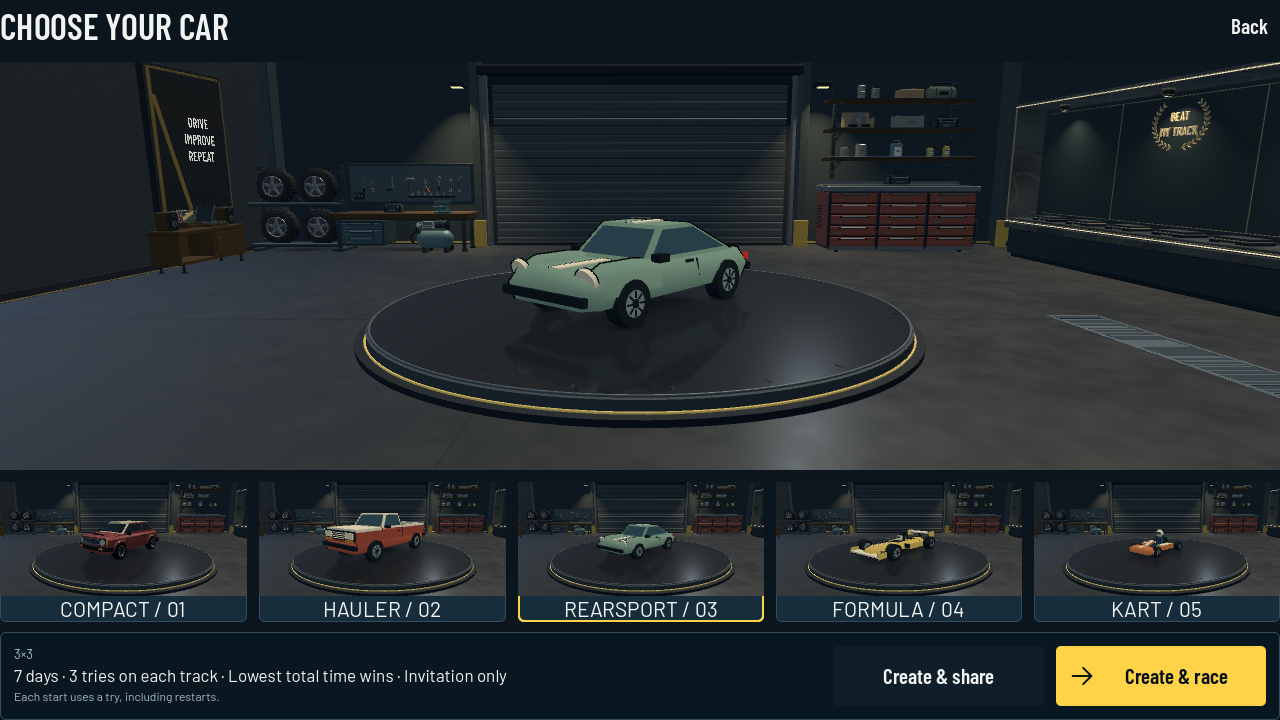 CHOOSE YOUR CAR
Back
DRIVE
IMPROVE
REPEAT
BEAT
MY TRACK
COMPACT / 01
HAULER / 02
REARSPORT / 03
FORMULA / 04
KART / 05
3×3
7 days · 3 tries on each track · Lowest total time wins · Invitation only
Each start uses a try, including restarts.
Create & share
Create & race